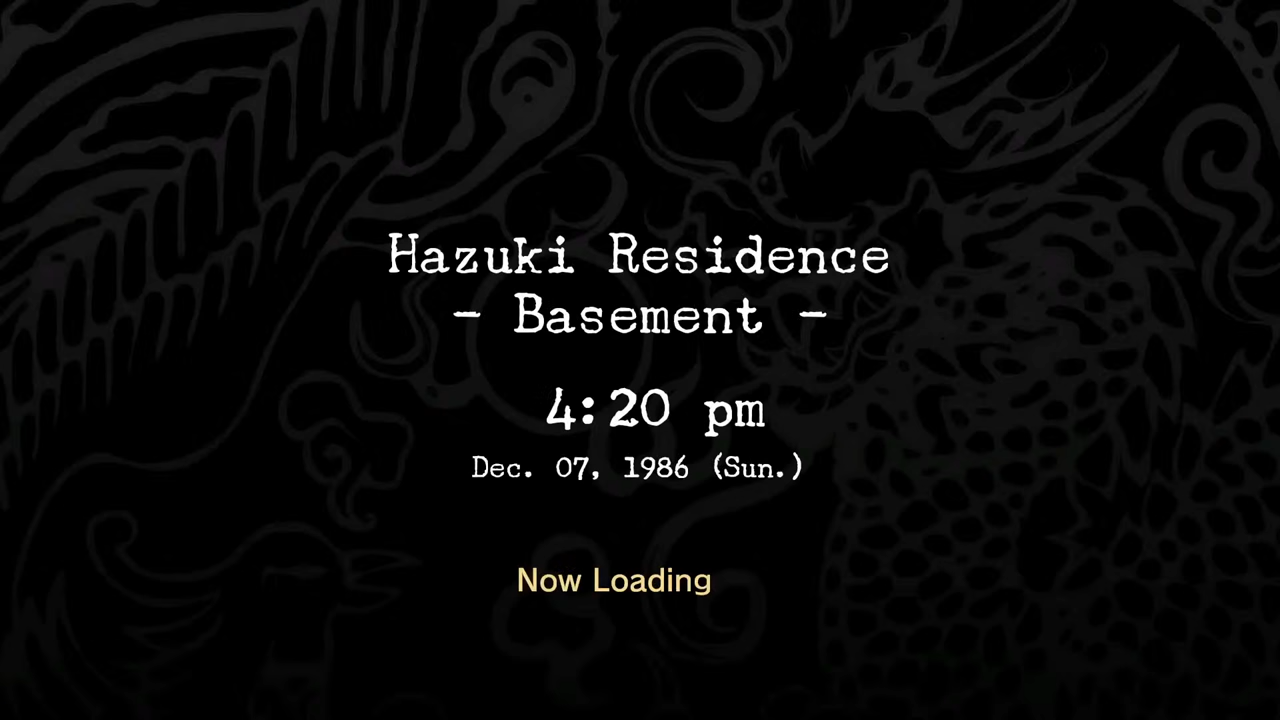 Hazuki Residence
- Basement -
4:20 pm
Dec. 07, 1986 (Sun.)
Now Loading